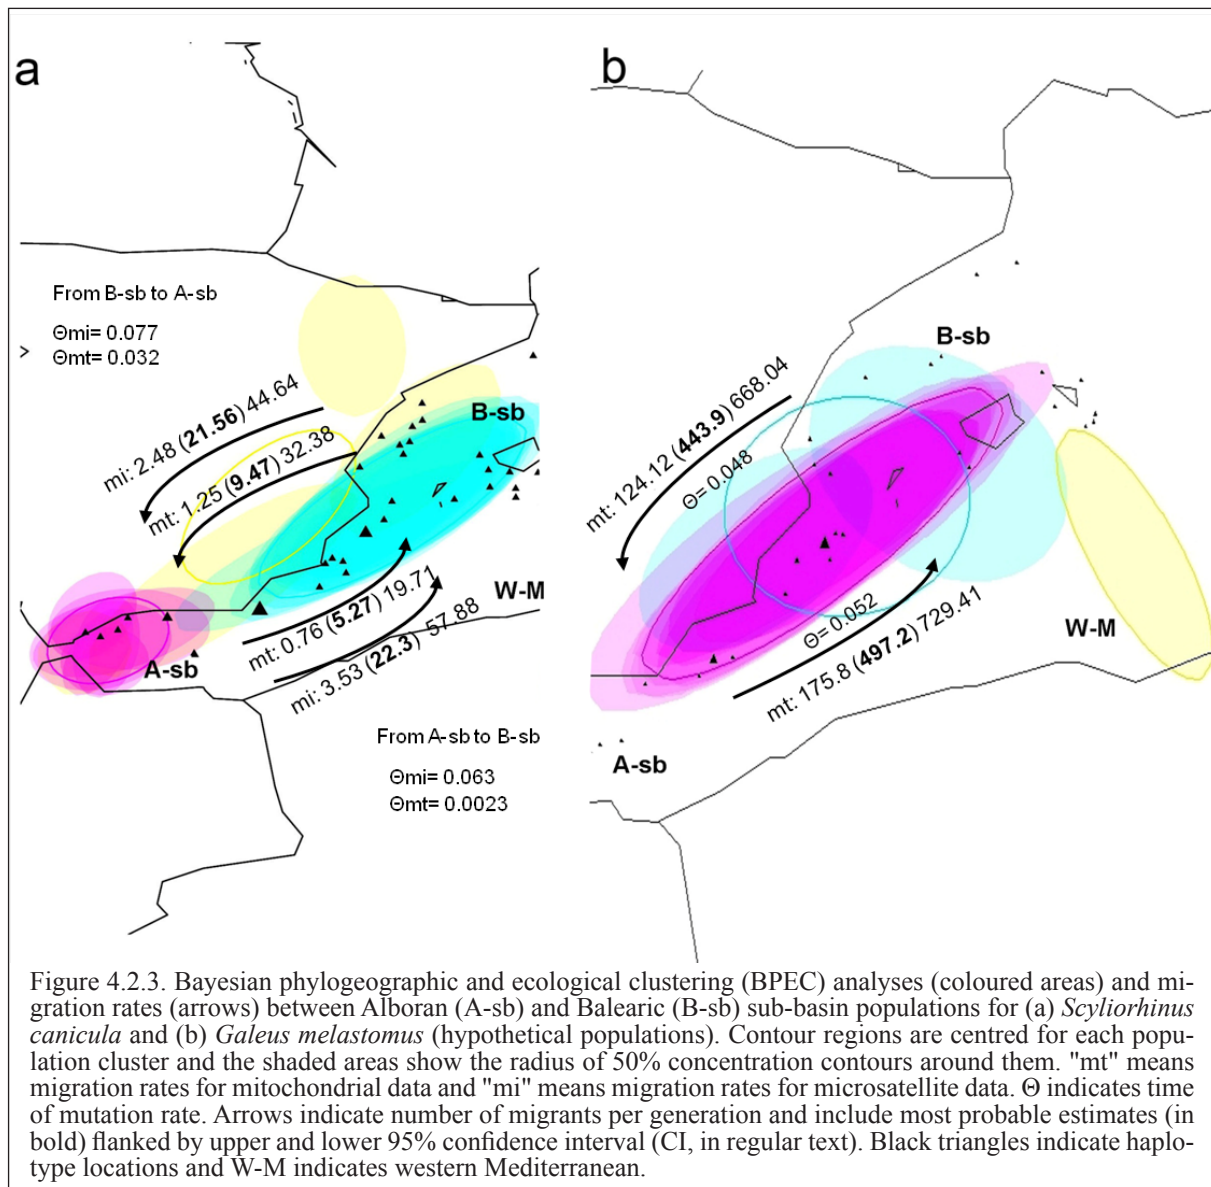 a
b
From B-sb to A-sb
Θmi= 0.077
Θmt= 0.032
mi: 2.48 (21.56) 44.64
mt: 1.25 (9.47) 32.38
B-sb
W-M
A-sb
mt: 0.76 (5.27) 19.71
mi: 3.53 (22.3) 57.88
From A-sb to B-sb
Θmi= 0.063
Θmt= 0.0023
B-sb
mt: 124.12 (443.9) 668.04
Θ= 0.048
Θ= 0.052
mt: 175.8 (497.2) 729.41
W-M
A-sb
Figure 4.2.3. Bayesian phylogeographic and ecological clustering (BPEC) analyses (coloured areas) and mi-
gration rates (arrows) between Alboran (A-sb) and Balearic (B-sb) sub-basin populations for (a) Scyliorhinus
canicula and (b) Galeus melastomus (hypothetical populations). Contour regions are centred for each popu-
lation cluster and the shaded areas show the radius of 50% concentration contours around them. "mt" means
migration rates for mitochondrial data and "mi" means migration rates for microsatellite data. Θ indicates time
of mutation rate. Arrows indicate number of migrants per generation and include most probable estimates (in
bold) flanked by upper and lower 95% confidence interval (CI, in regular text). Black triangles indicate haplo-
type locations and W-M indicates western Mediterranean.